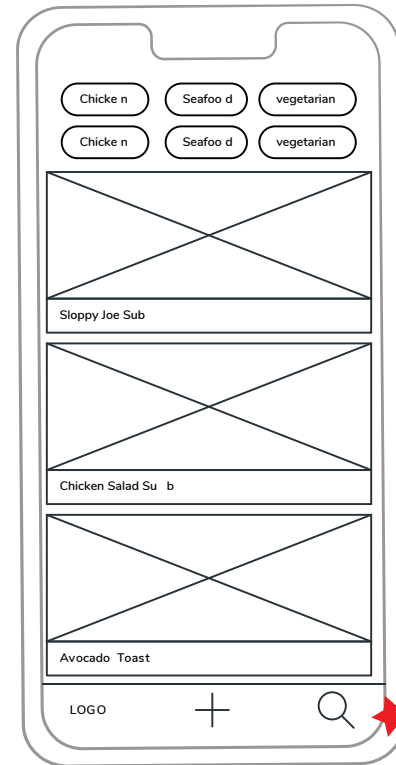 Chicke n Seafoo d vegetarian
Chicke n Seafoo d vegetarian
Sloppy Joe Sub
Chicken Salad Su b
Avocado Toast
LOGO